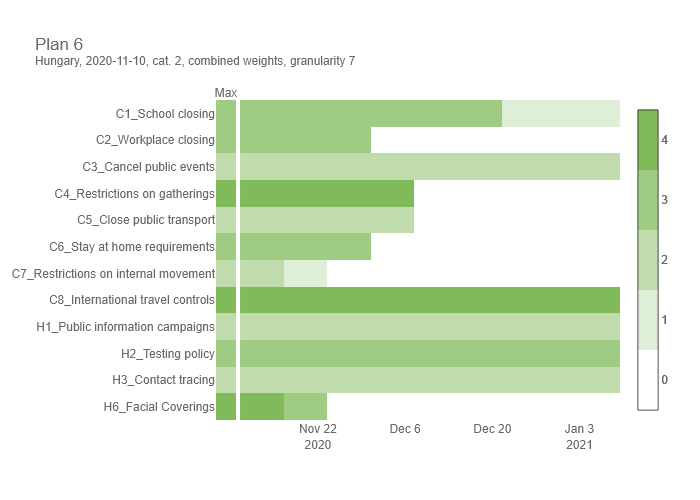 Plan 6
Hungary, 2020-11-10, cat. 2, combined weights, granularity 7
Max
C1_School closing
C2_Workplace closing
C3_Cancel public events
C4_Restrictions on gatherings
C5_Close public transport
C6_Stay at home requirements
C7_Restrictions on internal movement
C8_International travel controls
H1_Public information campaigns
H2_Testing policy
H3_Contact tracing
H6_Facial Coverings
4
3
2
1
0
Nov 22 Dec 6 Dec 20 Jan 3
2020 2021